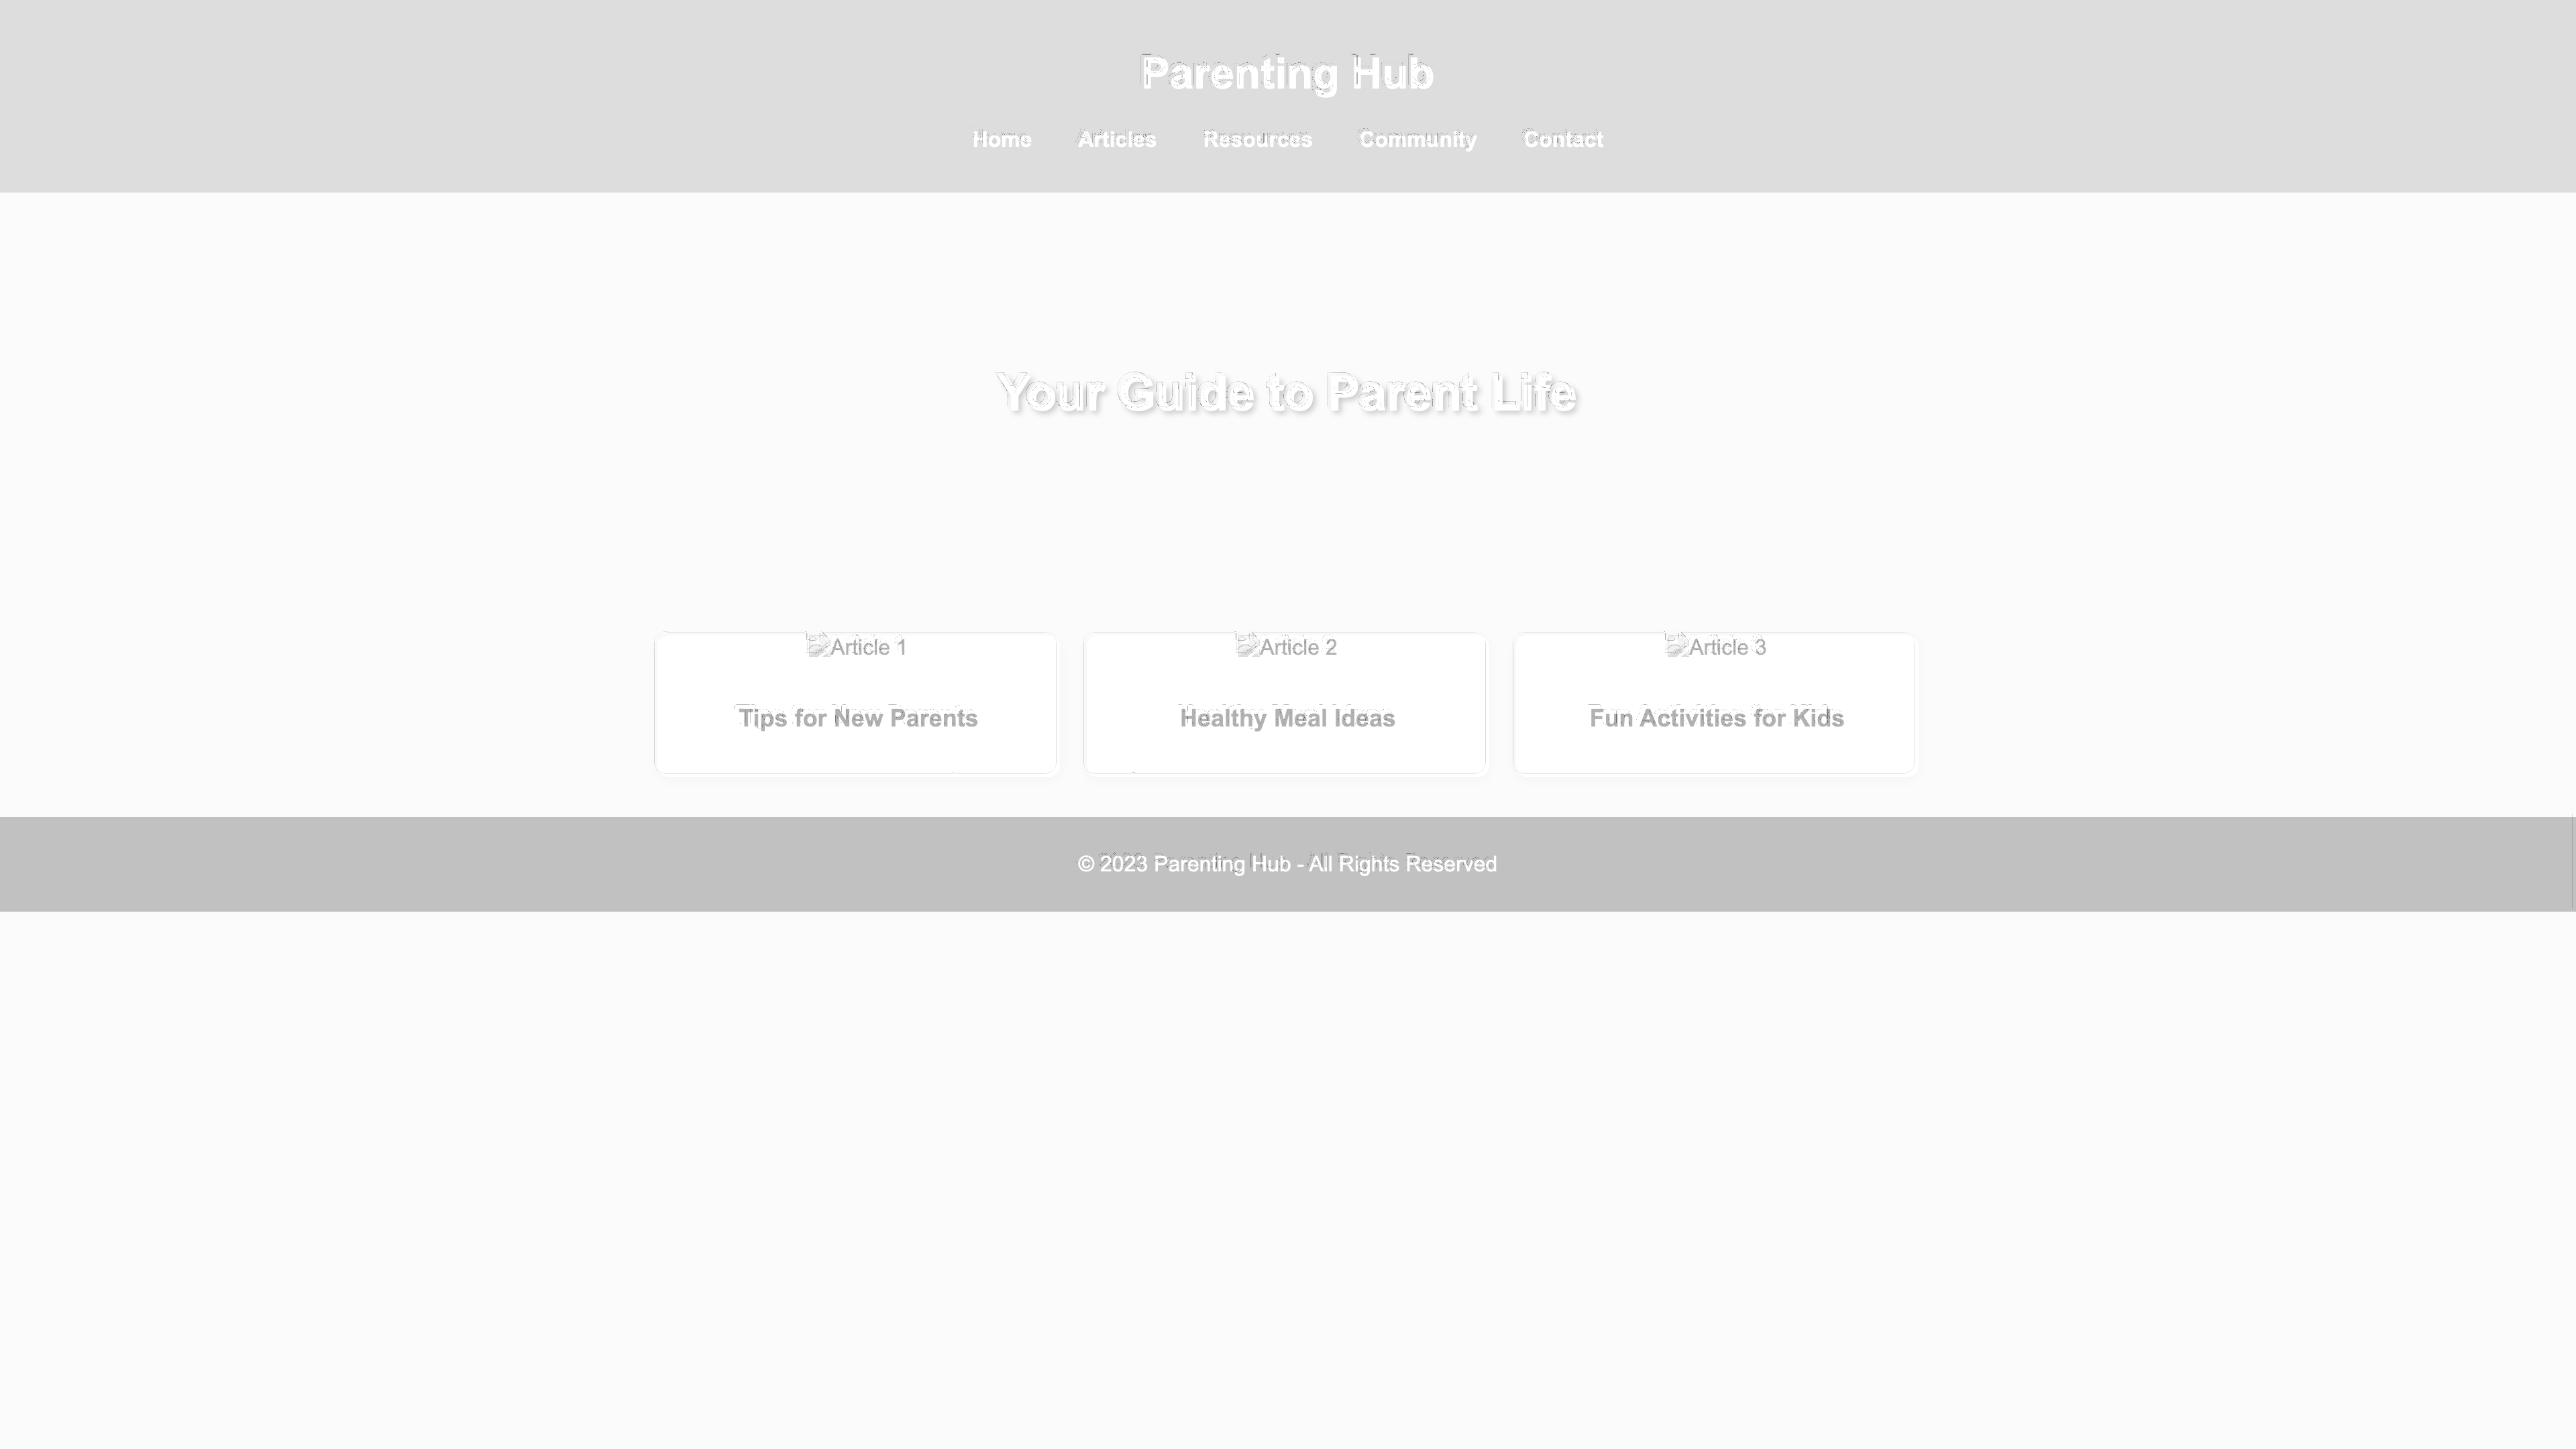 Parenting Hub
Home Articles Resources Community Contact
Your Guide to Parent Life
Article 1 Article 2 Article 3
Tips for New Parents Healthy Meal Ideas Fun Activities for Kids
© 2023 Parenting Hub - All Rights Reserved